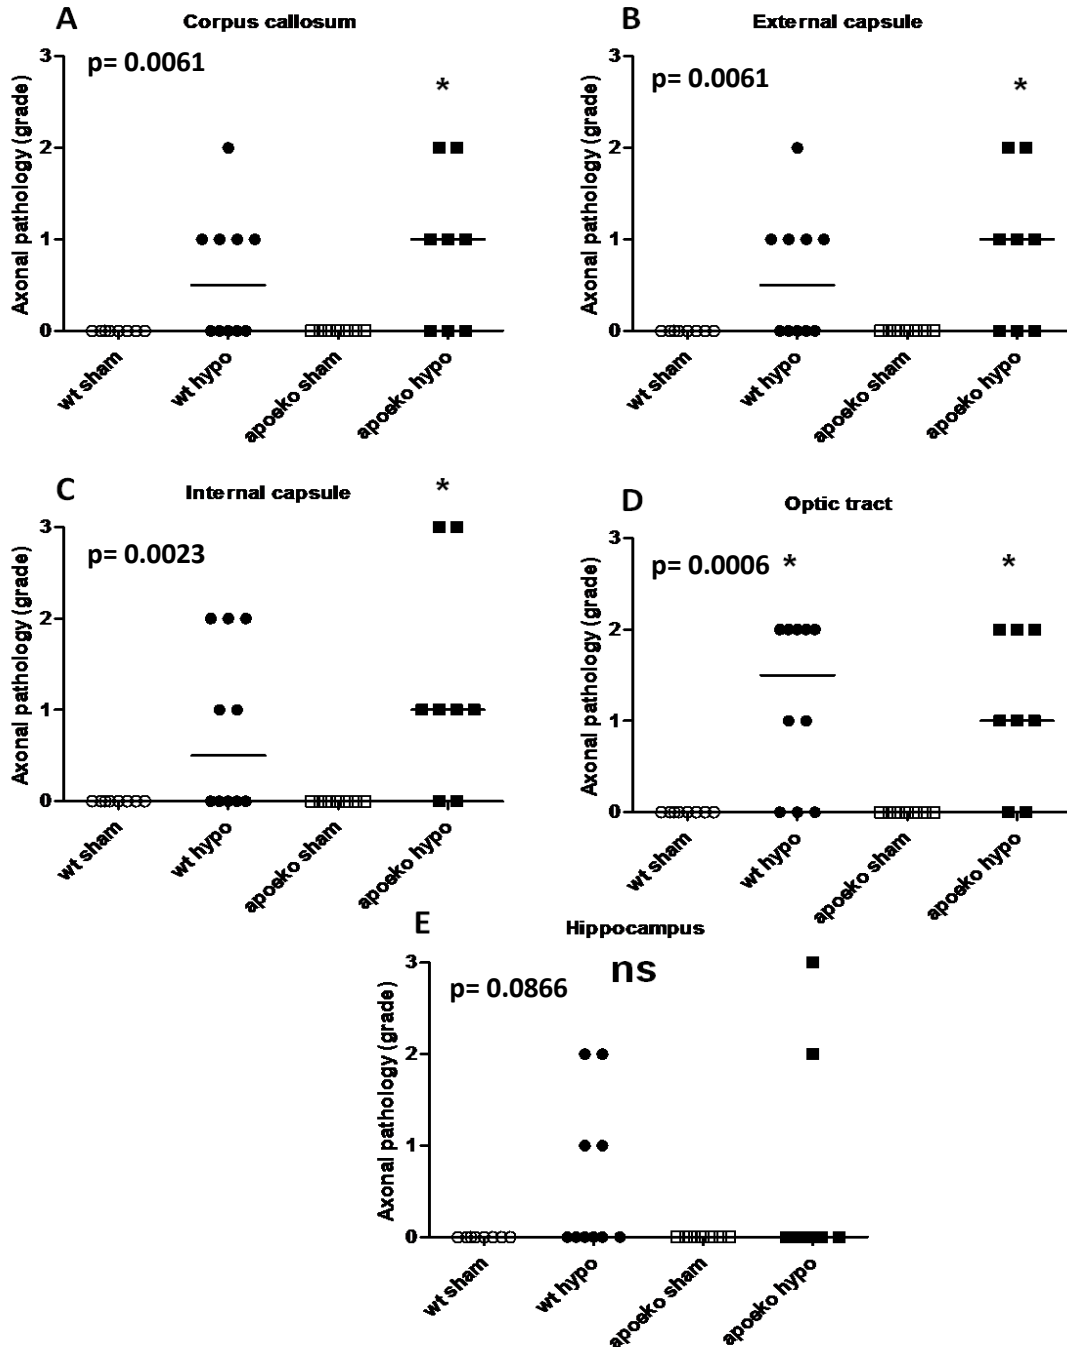 A
Corpus callosum
p= 0.0061
*
Axonal pathology (grade)
3
2
1
0
wt sham
wt hypo
apoeko sham
apoeko hypo
B
External capsule
p= 0.0061
*
Axonal pathology (grade)
3
2
1
0
wt sham
wt hypo
apoeko sham
apoeko hypo
C
Internal capsule
*
p= 0.0023
Axonal pathology (grade)
3
2
1
0
wt sham
wt hypo
apoeko sham
apoeko hypo
D
Optic tract
p= 0.0006
*
*
Axonal pathology (grade)
3
2
1
0
wt sham
wt hypo
apoeko sham
apoeko hypo
E
Hippocampus
ns
p= 0.0866
Axonal pathology (grade)
3
2
1
0
wt sham
wt hypo
apoeko sham
apoeko hypo